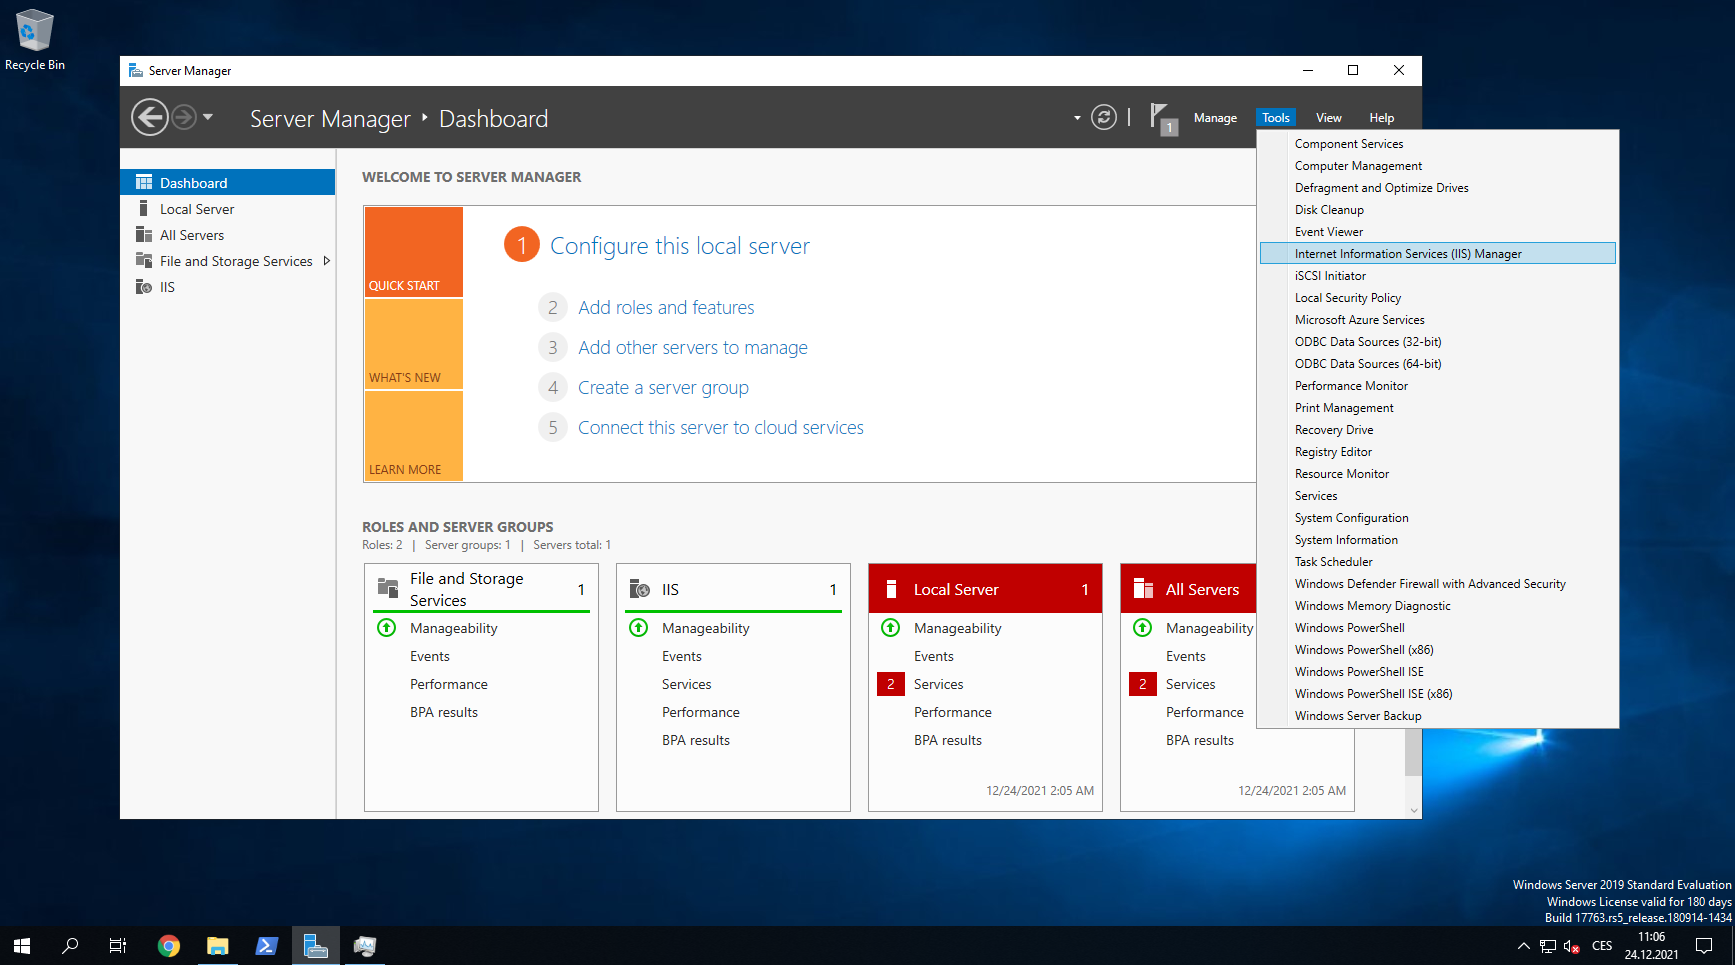 Recycle Bin
Server Manager
Server Manager ‣ Dashboard
1
Manage
Tools
View
Help
Dashboard
Local Server
All Servers
File and Storage Services
IIS
WELCOME TO SERVER MANAGER
QUICK START
WHAT'S NEW
LEARN MORE
1 Configure this local server
2 Add roles and features
3 Add other servers to manage
4 Create a server group
5 Connect this server to cloud services
ROLES AND SERVER GROUPS
Roles: 2 | Server groups: 1 | Servers total: 1
File and Storage
Services
1
Manageability
Events
Performance
BPA results
IIS 1
Manageability
Events
Services
Performance
BPA results
Local Server 1
Manageability
Events
2 Services
Performance
BPA results
12/24/2021 2:05 AM
All Servers
Manageability
Events
2 Services
Performance
BPA results
12/24/2021 2:05 AM
Component Services
Computer Management
Defragment and Optimize Drives
Disk Cleanup
Event Viewer
Internet Information Services (IIS) Manager
iSCSI Initiator
Local Security Policy
Microsoft Azure Services
ODBC Data Sources (32-bit)
ODBC Data Sources (64-bit)
Performance Monitor
Print Management
Recovery Drive
Registry Editor
Resource Monitor
Services
System Configuration
System Information
Task Scheduler
Windows Defender Firewall with Advanced Security
Windows Memory Diagnostic
Windows PowerShell
Windows PowerShell (x86)
Windows PowerShell ISE
Windows PowerShell ISE (x86)
Windows Server Backup
Windows Server 2019 Standard Evaluation
Windows License valid for 180 days
Build 17763.rs5_release.180914-1434
CES
11:06
24.12.2021